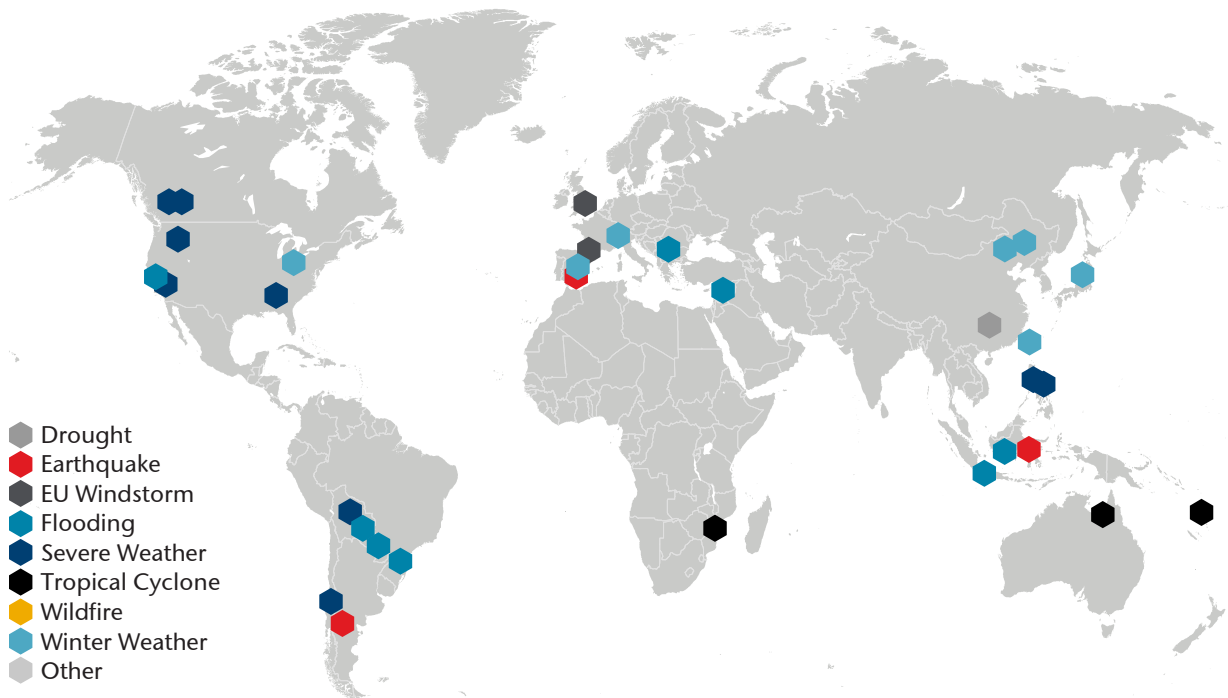 Drought
Earthquake
EU Windstorm
Flooding
Severe Weather
Tropical Cyclone
Wildfire
Winter Weather
Other